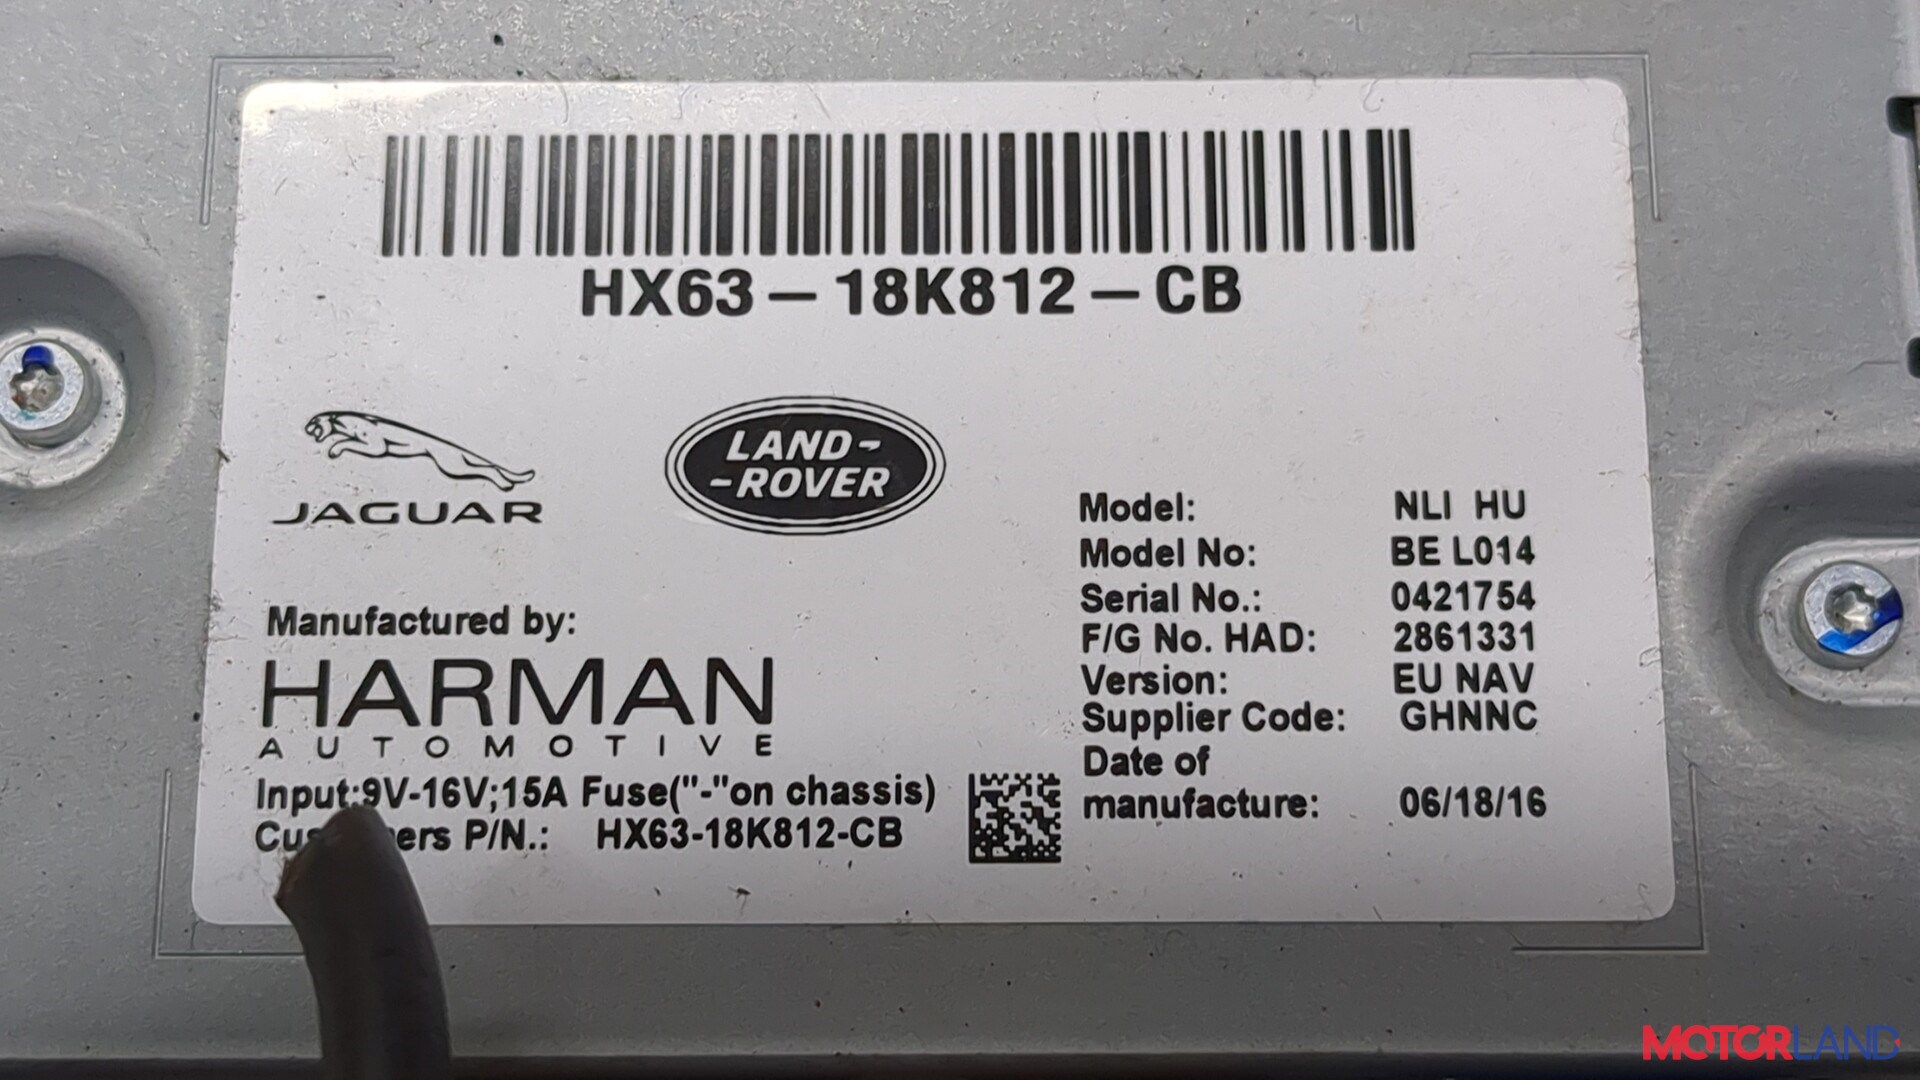 HX63-18K812-CB
JAGUAR
LAND-
-ROVER
Manufactured by:
HARMAN
AUTOMOTIVE
Input:9V-16V;15A Fuse("-"on chassis)
P/N.: HX63-18K812-CB
Model: NLI HU
Model No: BE L014
Serial No.: 0421754
F/G No. HAD: 2861331
Version: EU NAV
Supplier Code: GHNNC
Date of
manufacture: 06/18/16
MOTORLAND